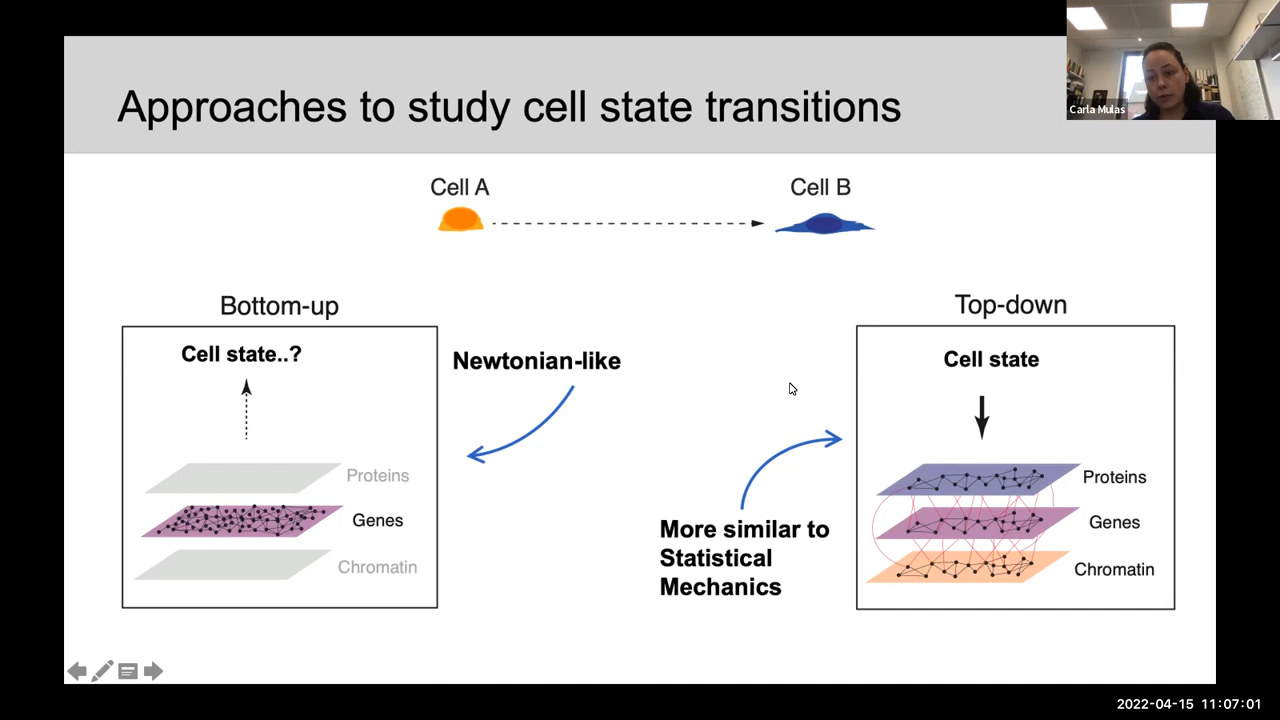 Carla Mulas
Approaches to study cell state transitions
Cell A
Cell B
Bottom-up
Cell state..?
Proteins
Genes
Chromatin
Newtonian-like
More similar to
Statistical
Mechanics
Top-down
Cell state
Proteins
Genes
Chromatin
2022-04-15 11:07:01